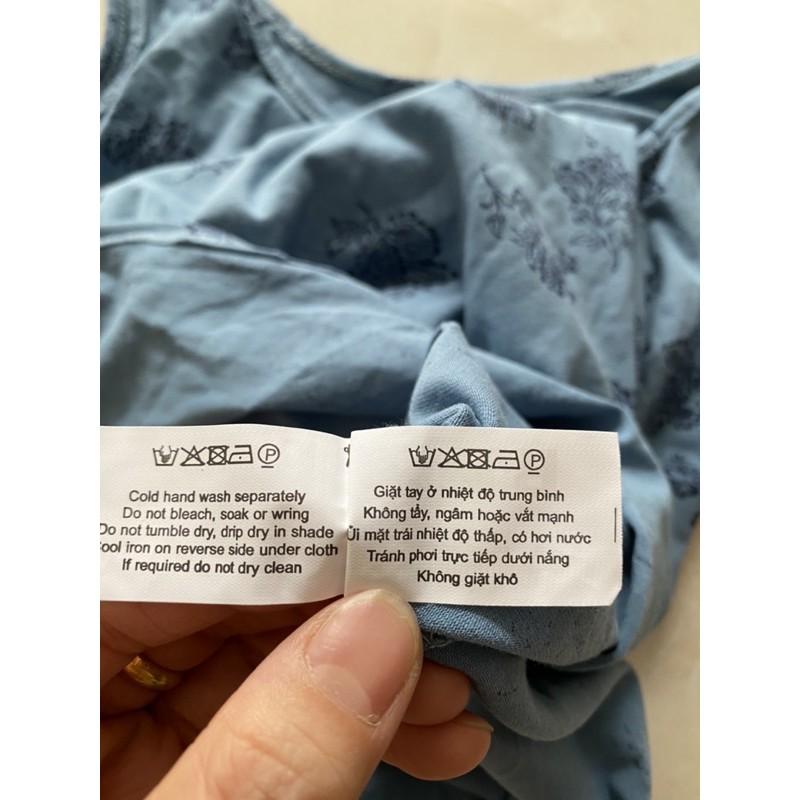 Cold hand wash separately
Do not bleach, soak or wring
Do not tumble dry, drip dry in shade
ool iron on reverse side under cloth
If required do not dry clean
P
Giặt tay ở nhiệt độ trung bình
Không tẩy, ngâm hoặc vắt mạnh
Ủi mặt trái nhiệt độ thấp, có hơi nước
Tránh phơi trực tiếp dưới nắng
Không giặt khô
P